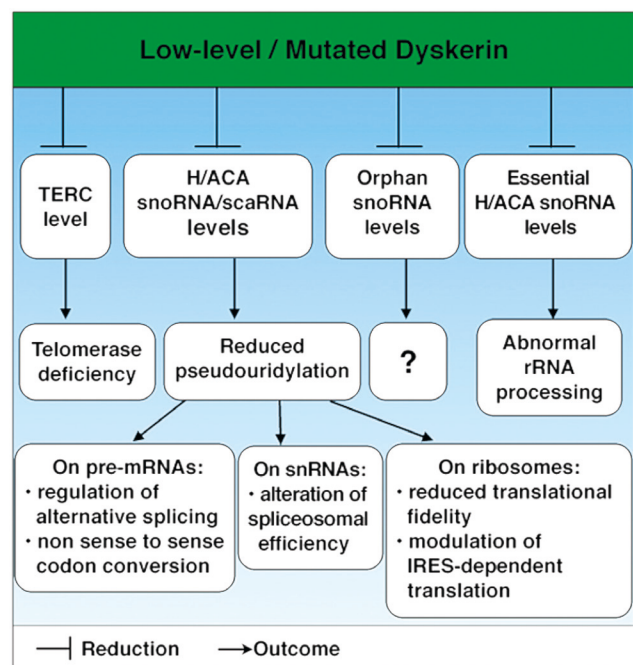 Low-level / Mutated Dyskerin
TERC
level
H/ACA
snoRNA/scaRNA
levels
Orphan
snoRNA
levels
Essential
H/ACA snoRNA
levels
Telomerase
deficiency
Reduced
pseudouridylation
?
Abnormal
rRNA
processing
On pre-mRNAs:
· regulation of
alternative splicing
· non sense to sense
codon conversion
On snRNAs:
· alteration of
spliceosomal
efficiency
On ribosomes:
· reduced translational
fidelity
· modulation of
IRES-dependent
translation
Reduction
Outcome